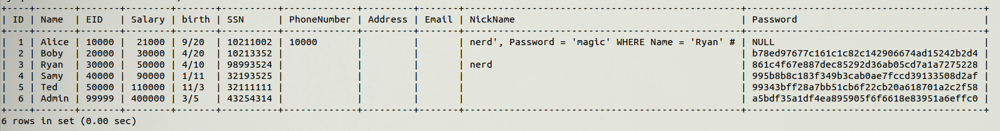 +----+-------+-------+--------+-------+----------+-------------+---------+-------+--------------------------------------------------+------------------------------------------+
| ID | Name | EID | Salary | birth | SSN | PhoneNumber | Address | Email | NickName | Password |
+----+-------+-------+--------+-------+----------+-------------+---------+-------+--------------------------------------------------+------------------------------------------+
| 1 | Alice | 10000 | 21000 | 9/20 | 10211002 | 10000 | | | nerd', Password = 'magic' WHERE Name = 'Ryan' # | NULL |
| 2 | Boby | 20000 | 30000 | 4/20 | 10213352 | | | | | b78ed97677c161c1c82c142906674ad15242b2d4 |
| 3 | Ryan | 30000 | 50000 | 4/10 | 98993524 | | | | nerd | 861c4f67e887dec85292d36ab05cd7a1a7275228 |
| 4 | Samy | 40000 | 90000 | 1/11 | 32193525 | | | | | 995b8b8c183f349b3cab0ae7fccd39133508d2af |
| 5 | Ted | 50000 | 110000 | 11/3 | 32111111 | | | | | 99343bff28a7bb51cb6f22cb20a618701a2c2f58 |
| 6 | Admin | 99999 | 400000 | 3/5 | 43254314 | | | | | a5bdf35a1df4ea895905f6f6618e83951a6effc0 |
+----+-------+-------+--------+-------+----------+-------------+---------+-------+--------------------------------------------------+------------------------------------------+
6 rows in set (0.00 sec)